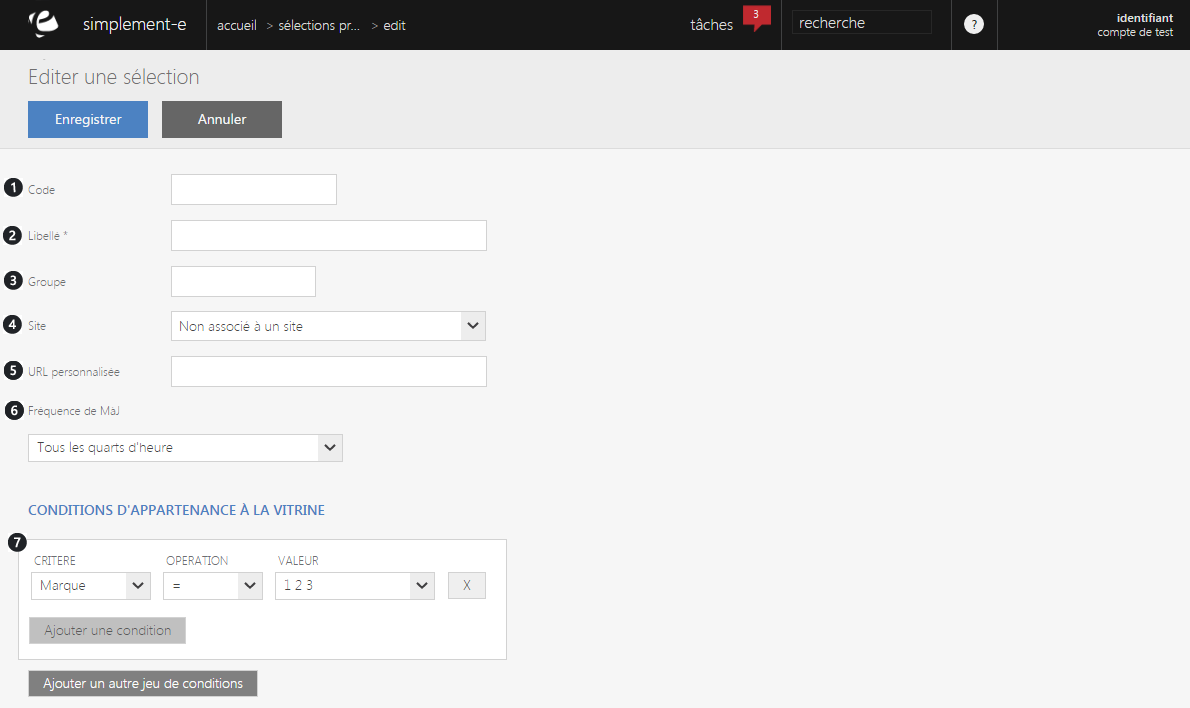 simplement-e
accueil > sélections pr... > edit
tâches 3
recherche
?
identifiant
compte de test
Editer une sélection
Enregistrer
Annuler
1 Code
2 Libellé *
3 Groupe
4 Site
Non associé à un site
5 URL personnalisée
6 Fréquence de MàJ
Tous les quarts d'heure
CONDITIONS D'APPARTENANCE À LA VITRINE
7
CRITÈRE OPERATION VALEUR
Marque = 1 2 3 X
Ajouter une condition
Ajouter un autre jeu de conditions